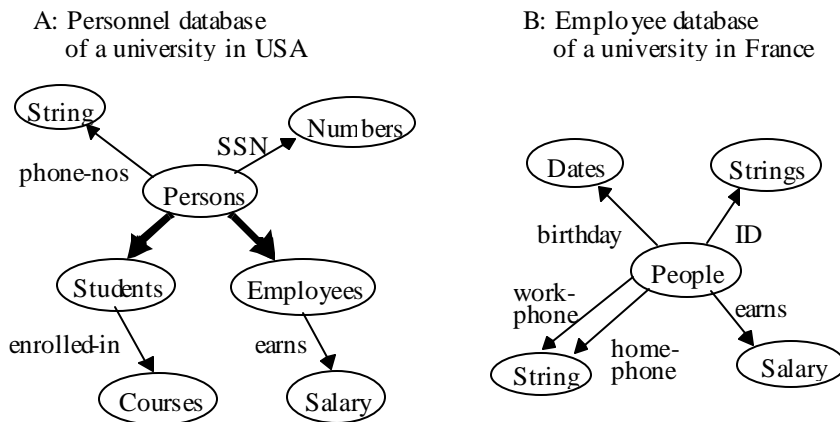 A: Personnel database
of a university in USA
String
Numbers
SSN
phone-nos
Persons
Students
Employees
enrolled-in
earns
Courses
Salary
B: Employee database
of a university in France
Dates
Strings
birthday
ID
People
work-
phone
earns
home-
phone
String
Salary